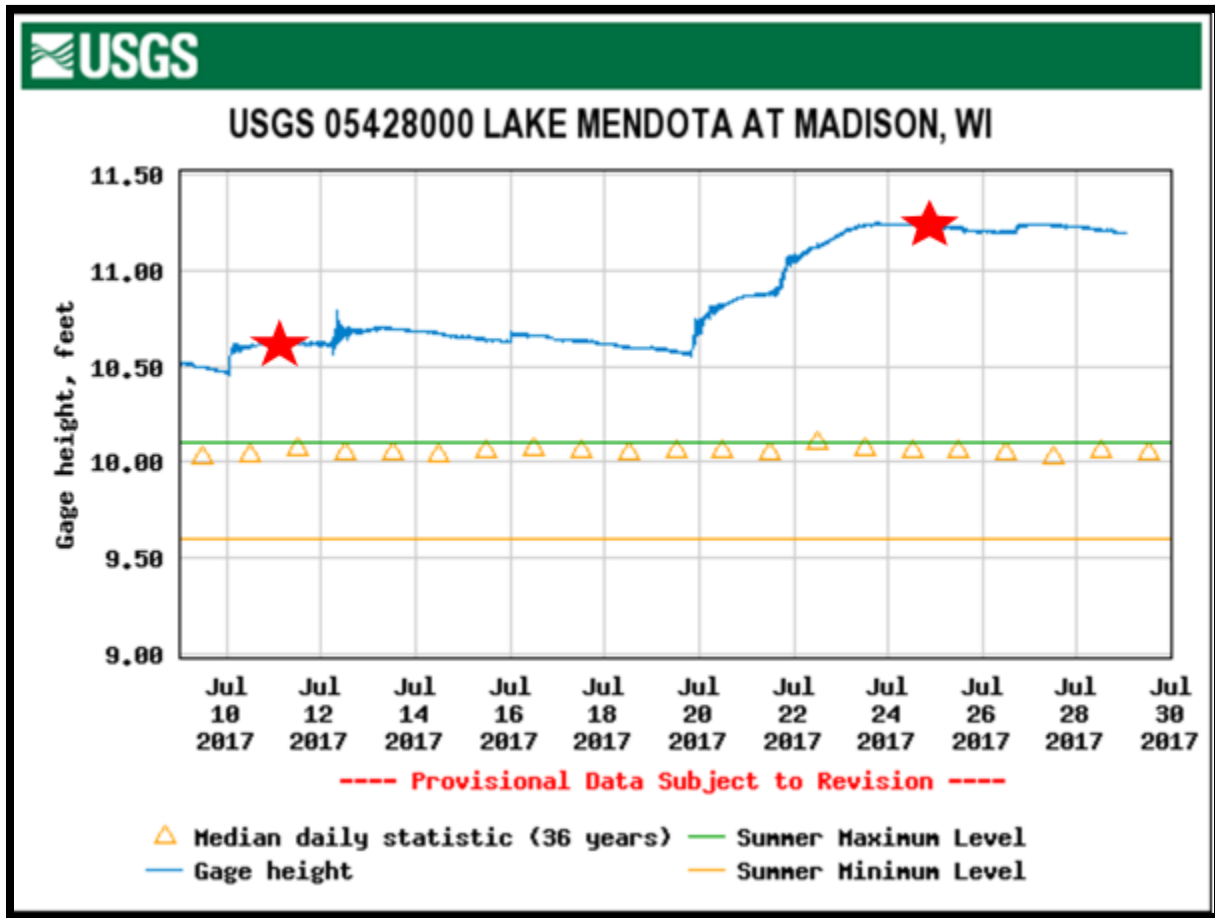 USGS
USGS 05428000 LAKE MENDOTA AT MADISON, WI
11.50
11.00
10.50
10.00
9.50
9.00
Gage height, feet
Jul Jul Jul Jul Jul Jul Jul Jul Jul Jul Jul
10 12 14 16 18 20 22 24 26 28 30
2017 2017 2017 2017 2017 2017 2017 2017 2017 2017 2017
---- Provisional Data Subject to Revision ----
Median daily statistic (36 years) Summer Maximum Level
Gage height Summer Minimum Level